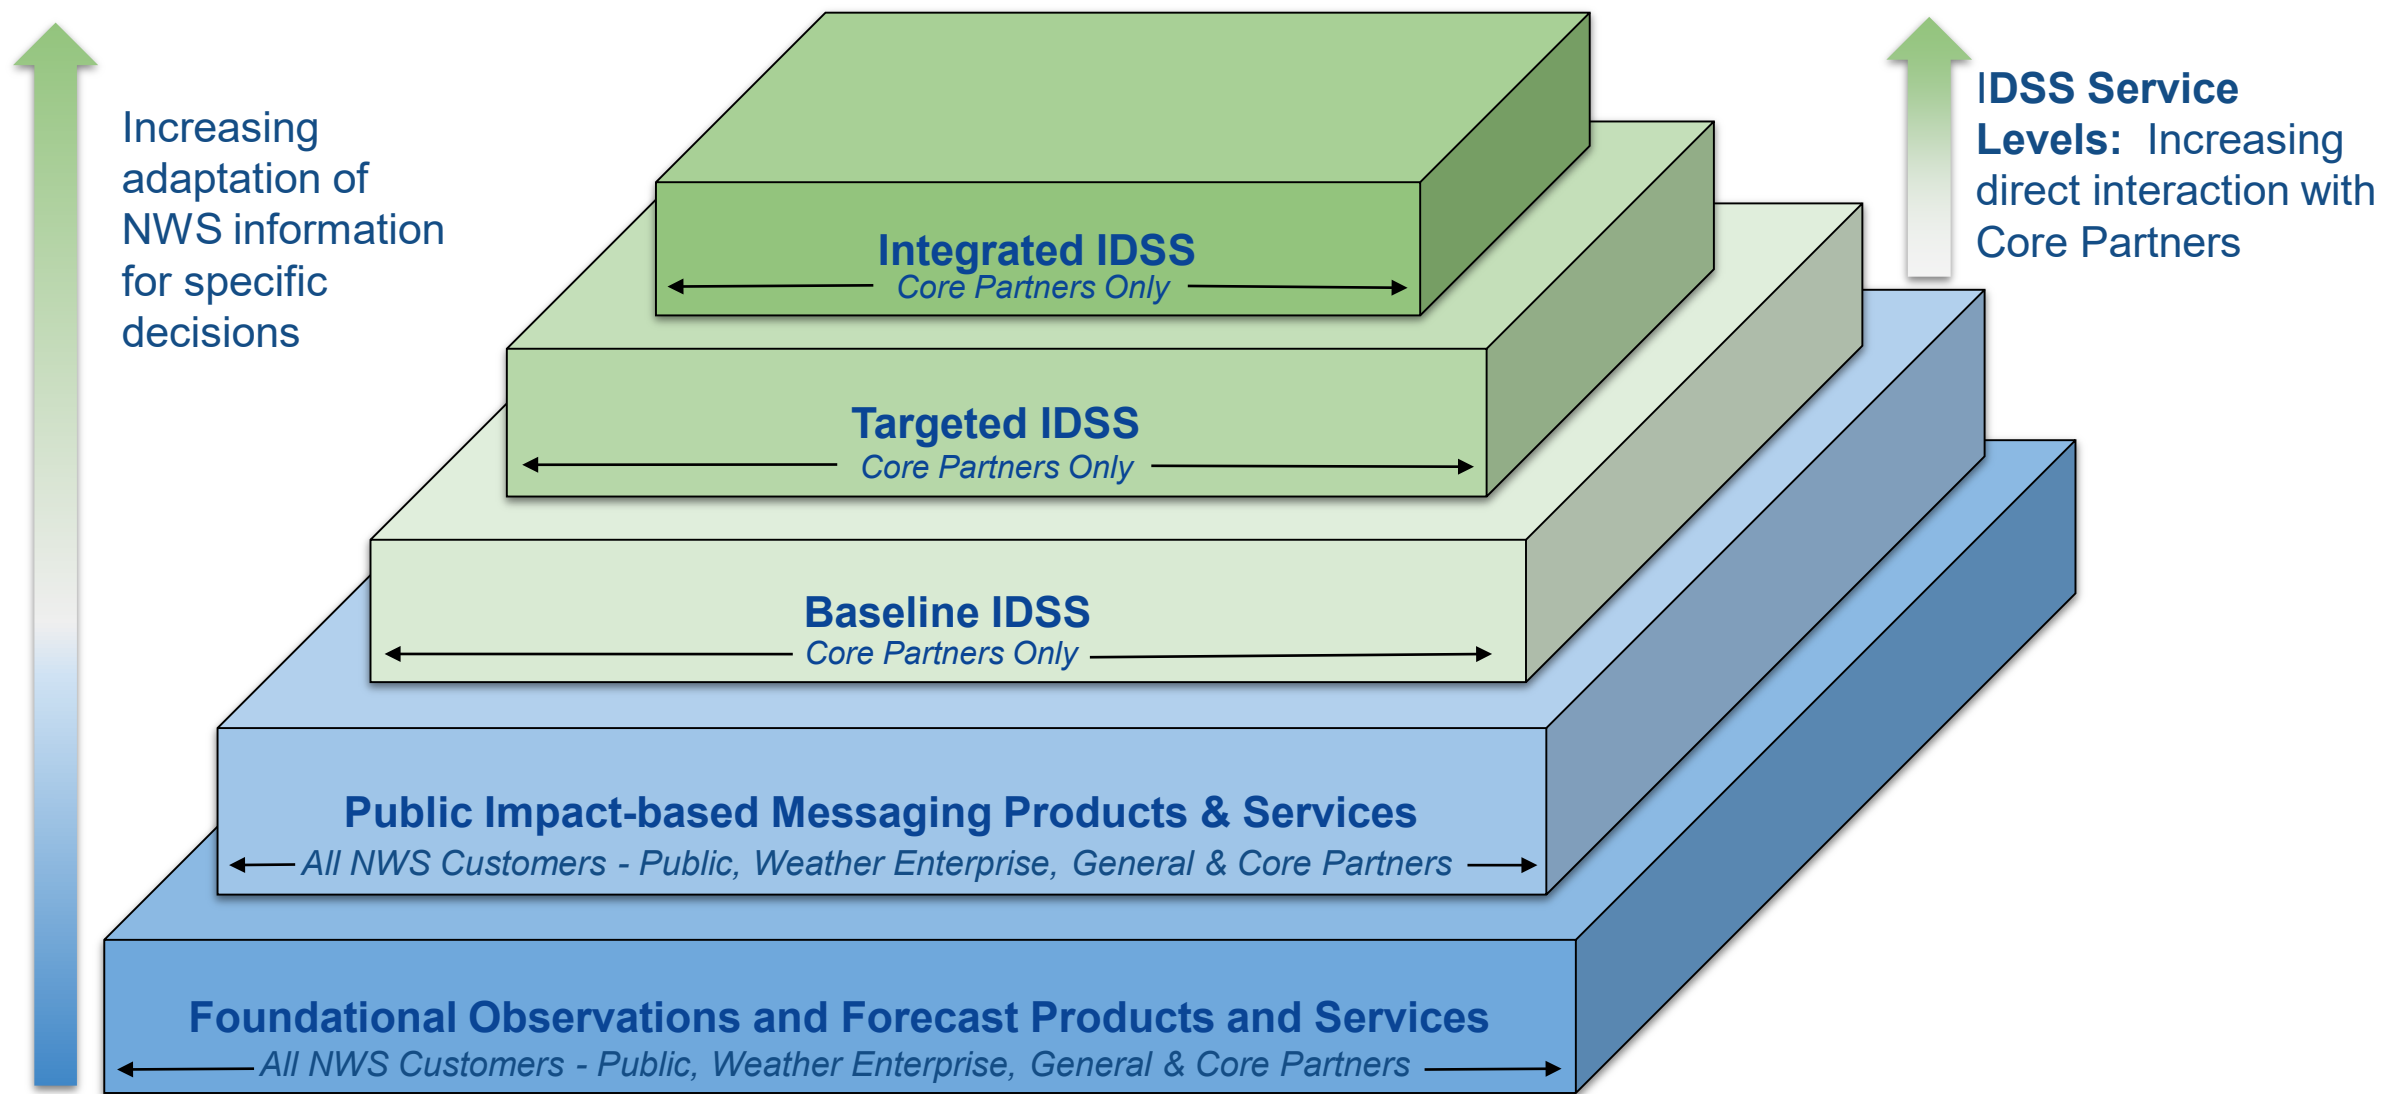 Increasing
adaptation of
NWS information
for specific
decisions
IDSS Service
Levels: Increasing
direct interaction with
Core Partners
Integrated IDSS
Core Partners Only
Targeted IDSS
Core Partners Only
Baseline IDSS
Core Partners Only
Public Impact-based Messaging Products & Services
All NWS Customers - Public, Weather Enterprise, General & Core Partners
Foundational Observations and Forecast Products and Services
All NWS Customers - Public, Weather Enterprise, General & Core Partners